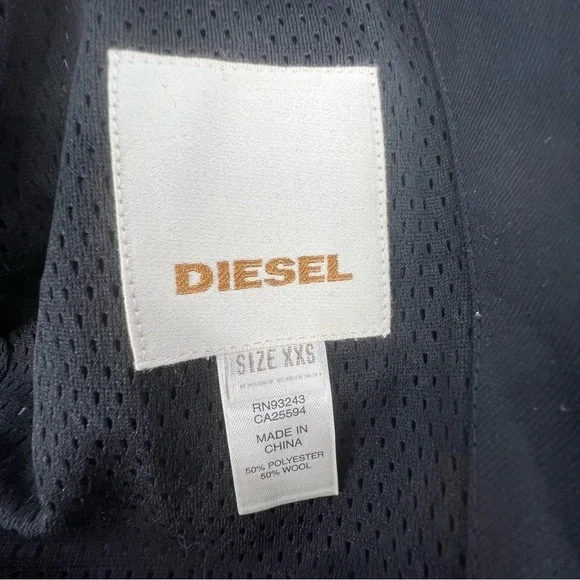 DIESEL
SIZE XXS
RN93243
CA25594
MADE IN
CHINA
50% POLYESTER
50% WOOL